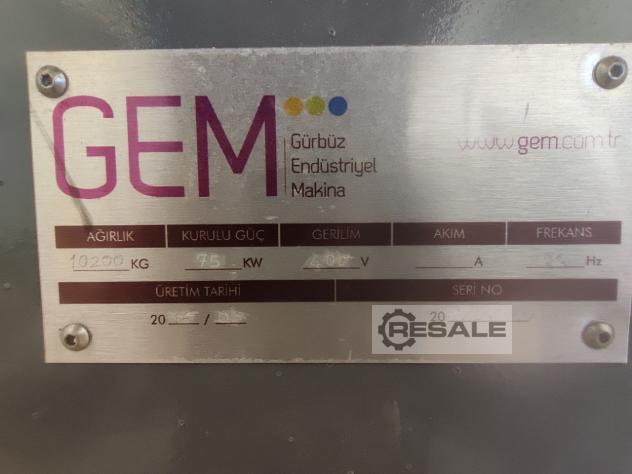 GEM
Gürbüz
Endüstriyel
Makina
www.gem.com.tr
AĞIRLIK KURULU GÜÇ GERİLİM AKIM FREKANS
10200 KG 75 KW 400 V A Hz
ÜRETİM TARİHİ SERİ NO
20 / 20 /
RESALE